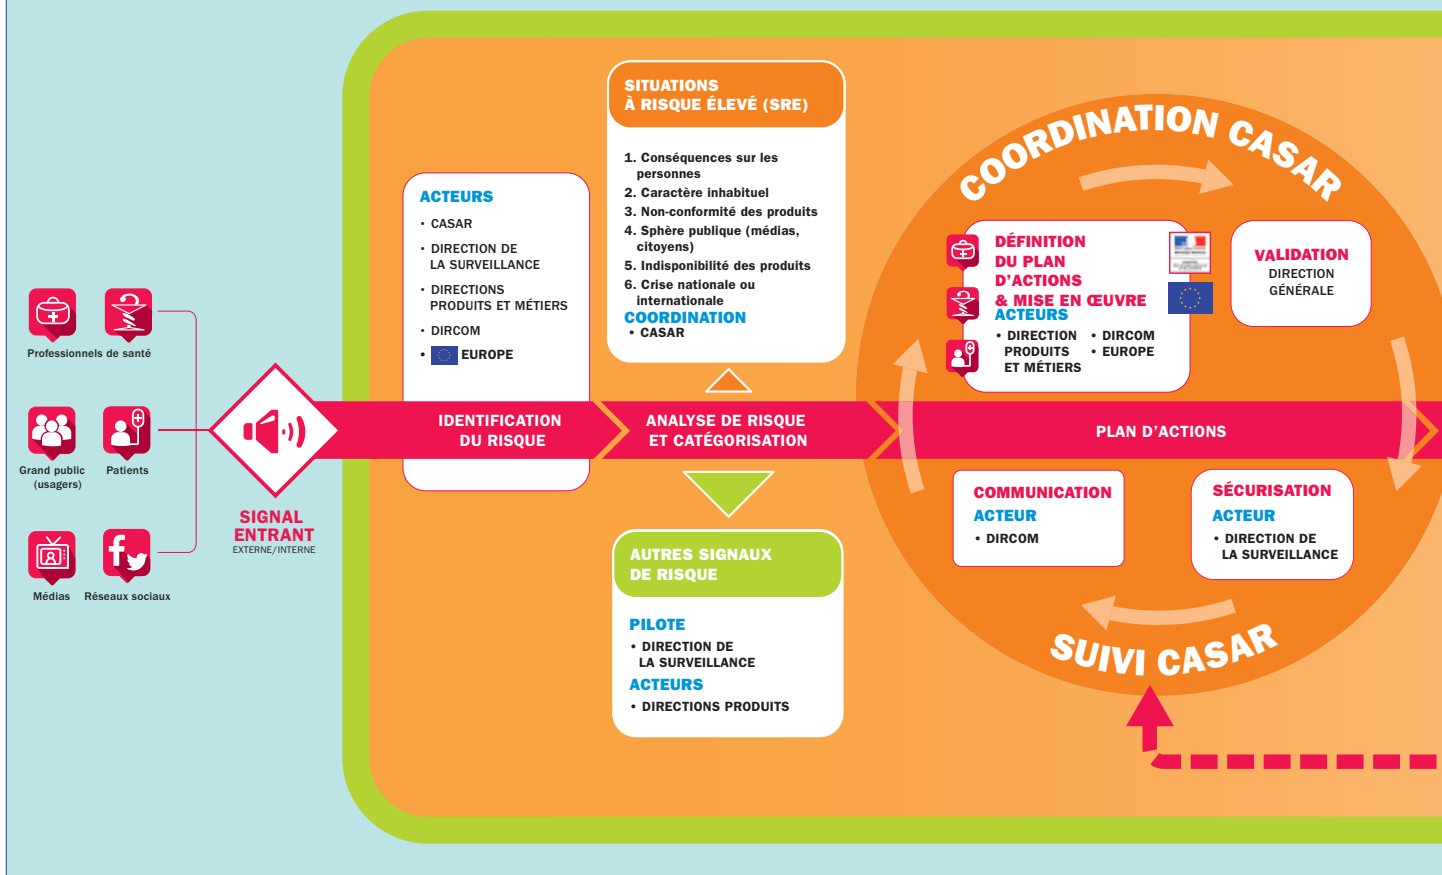 Professionnels de santé
Grand public
(usagers)
Patients
Médias
Réseaux sociaux
SIGNAL
ENTRANT
EXTERNE/INTERNE
ACTEURS
• CASAR
• DIRECTION DE
LA SURVEILLANCE
• DIRECTIONS
PRODUITS ET MÉTIERS
• DIRCOM
• EUROPE
IDENTIFICATION
DU RISQUE
SITUATIONS
À RISQUE ÉLEVÉ (SRE)
1. Conséquences sur les
personnes
2. Caractère inhabituel
3. Non-conformité des produits
4. Sphère publique (médias,
citoyens)
5. Indisponibilité des produits
6. Crise nationale ou
internationale
COORDINATION
• CASAR
ANALYSE DE RISQUE
ET CATÉGORISATION
AUTRES SIGNAUX
DE RISQUE
PILOTE
• DIRECTION DE
LA SURVEILLANCE
ACTEURS
• DIRECTIONS PRODUITS
COORDINATION CASAR
DÉFINITION
DU PLAN
D'ACTIONS
& MISE EN ŒUVRE
ACTEURS
• DIRECTION
PRODUITS
ET MÉTIERS
• DIRCOM
• EUROPE
VALIDATION
DIRECTION
GÉNÉRALE
PLAN D'ACTIONS
COMMUNICATION
ACTEUR
• DIRCOM
SÉCURISATION
ACTEUR
• DIRECTION DE
LA SURVEILLANCE
SUIVI CASAR